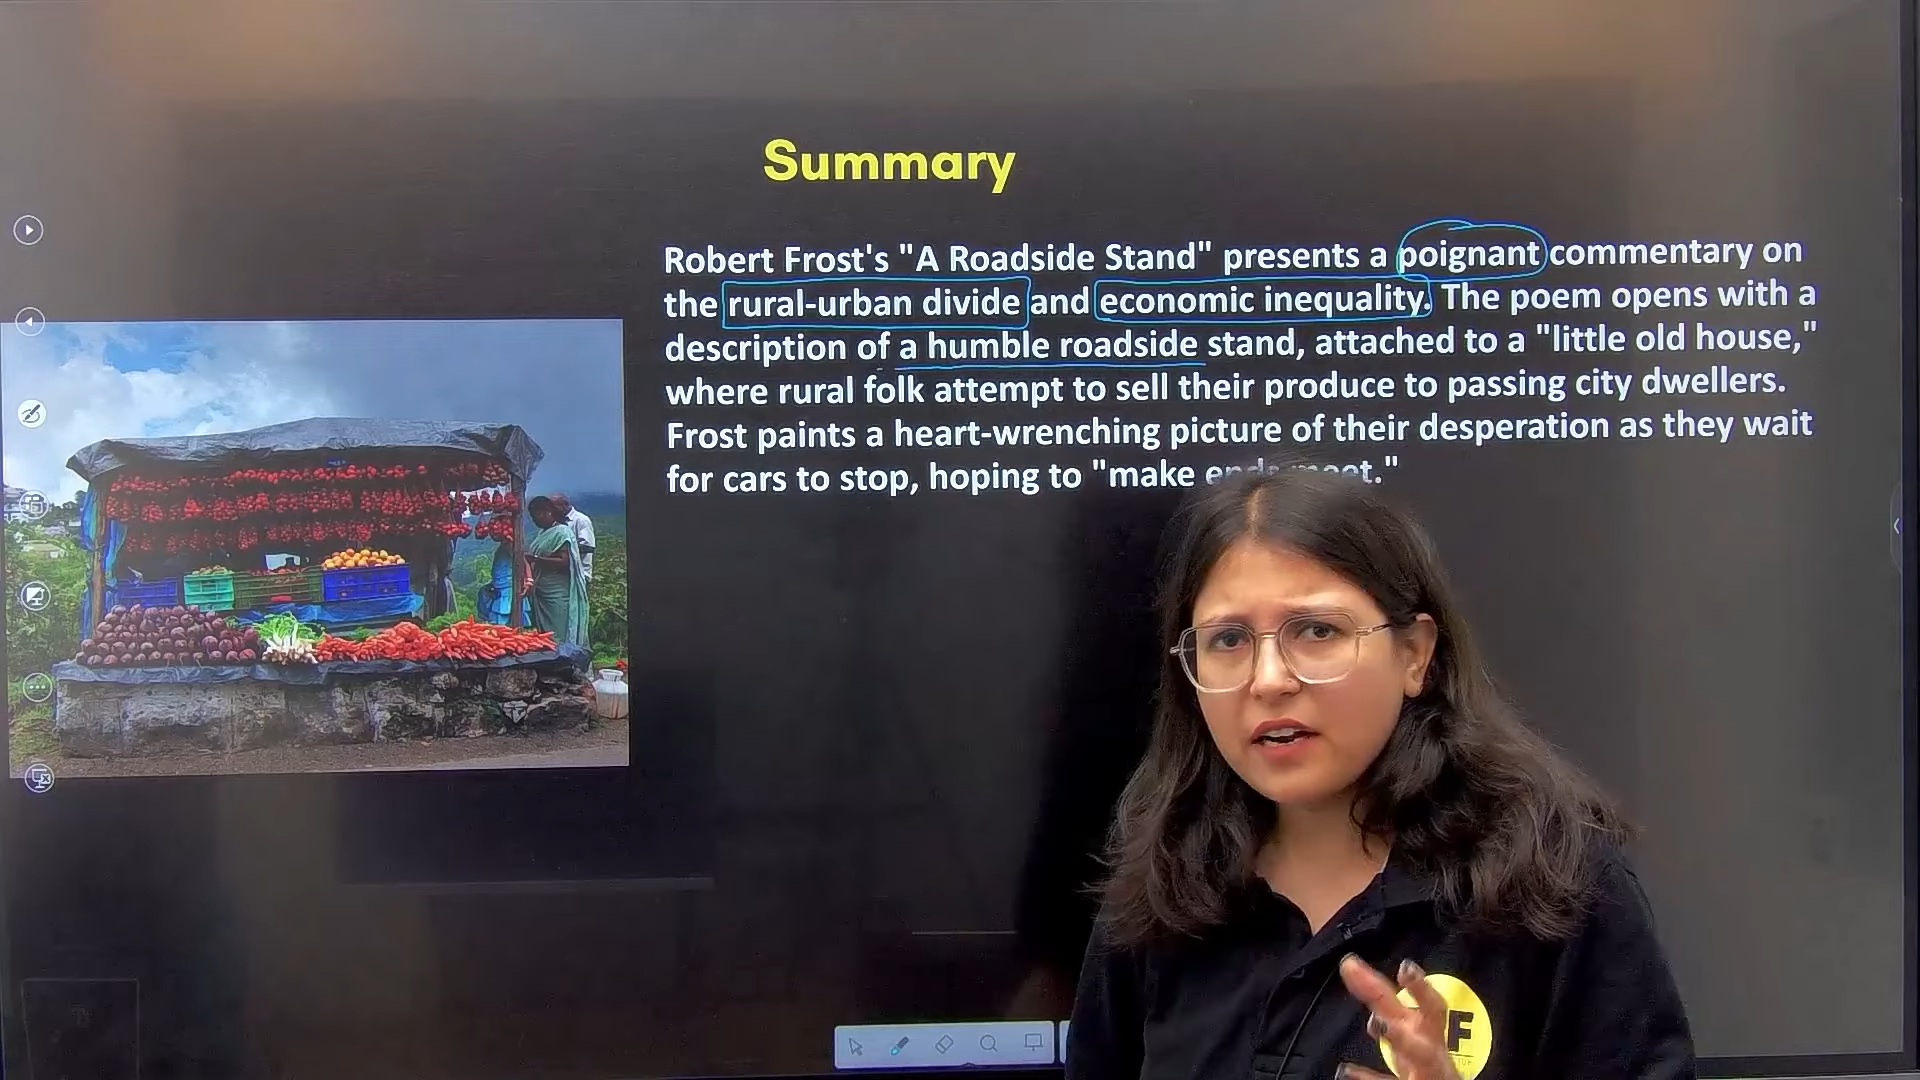 Summary
Robert Frost's "A Roadside Stand" presents a poignant commentary on
the rural-urban divide and economic inequality. The poem opens with a
description of a humble roadside stand, attached to a "little old house,"
where rural folk attempt to sell their produce to passing city dwellers.
Frost paints a heart-wrenching picture of their desperation as they wait
for cars to stop, hoping to "make ends meet."
F